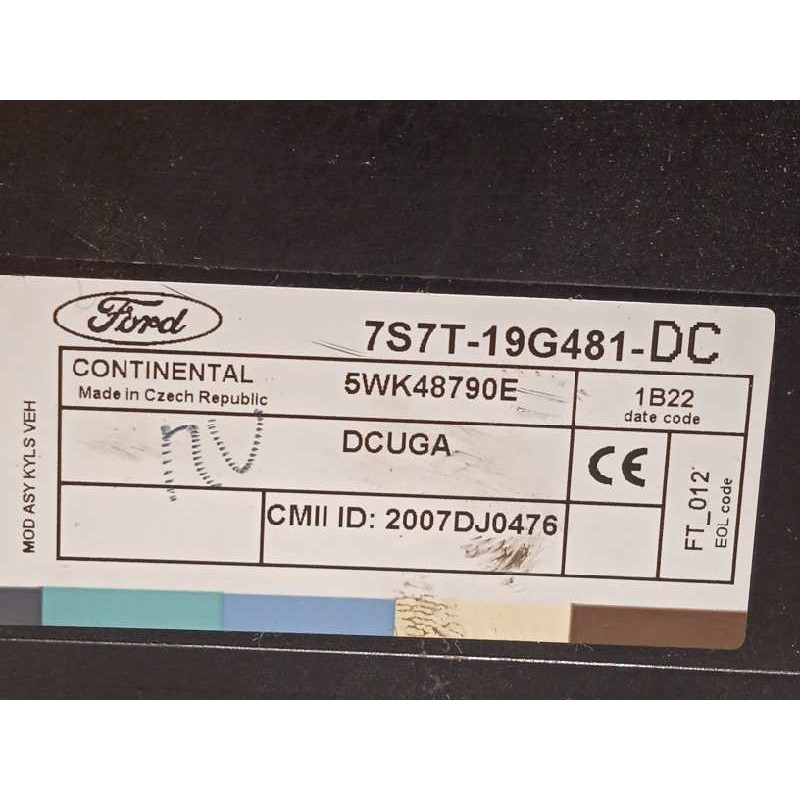 Ford
7S7T-19G481-DC
CONTINENTAL
Made in Czech Republic
5WK48790E
1B22
date code
DCUGA
CE
CMII ID: 2007DJ0476
FT_012
EOL code
MOD ASY KYLS VEH